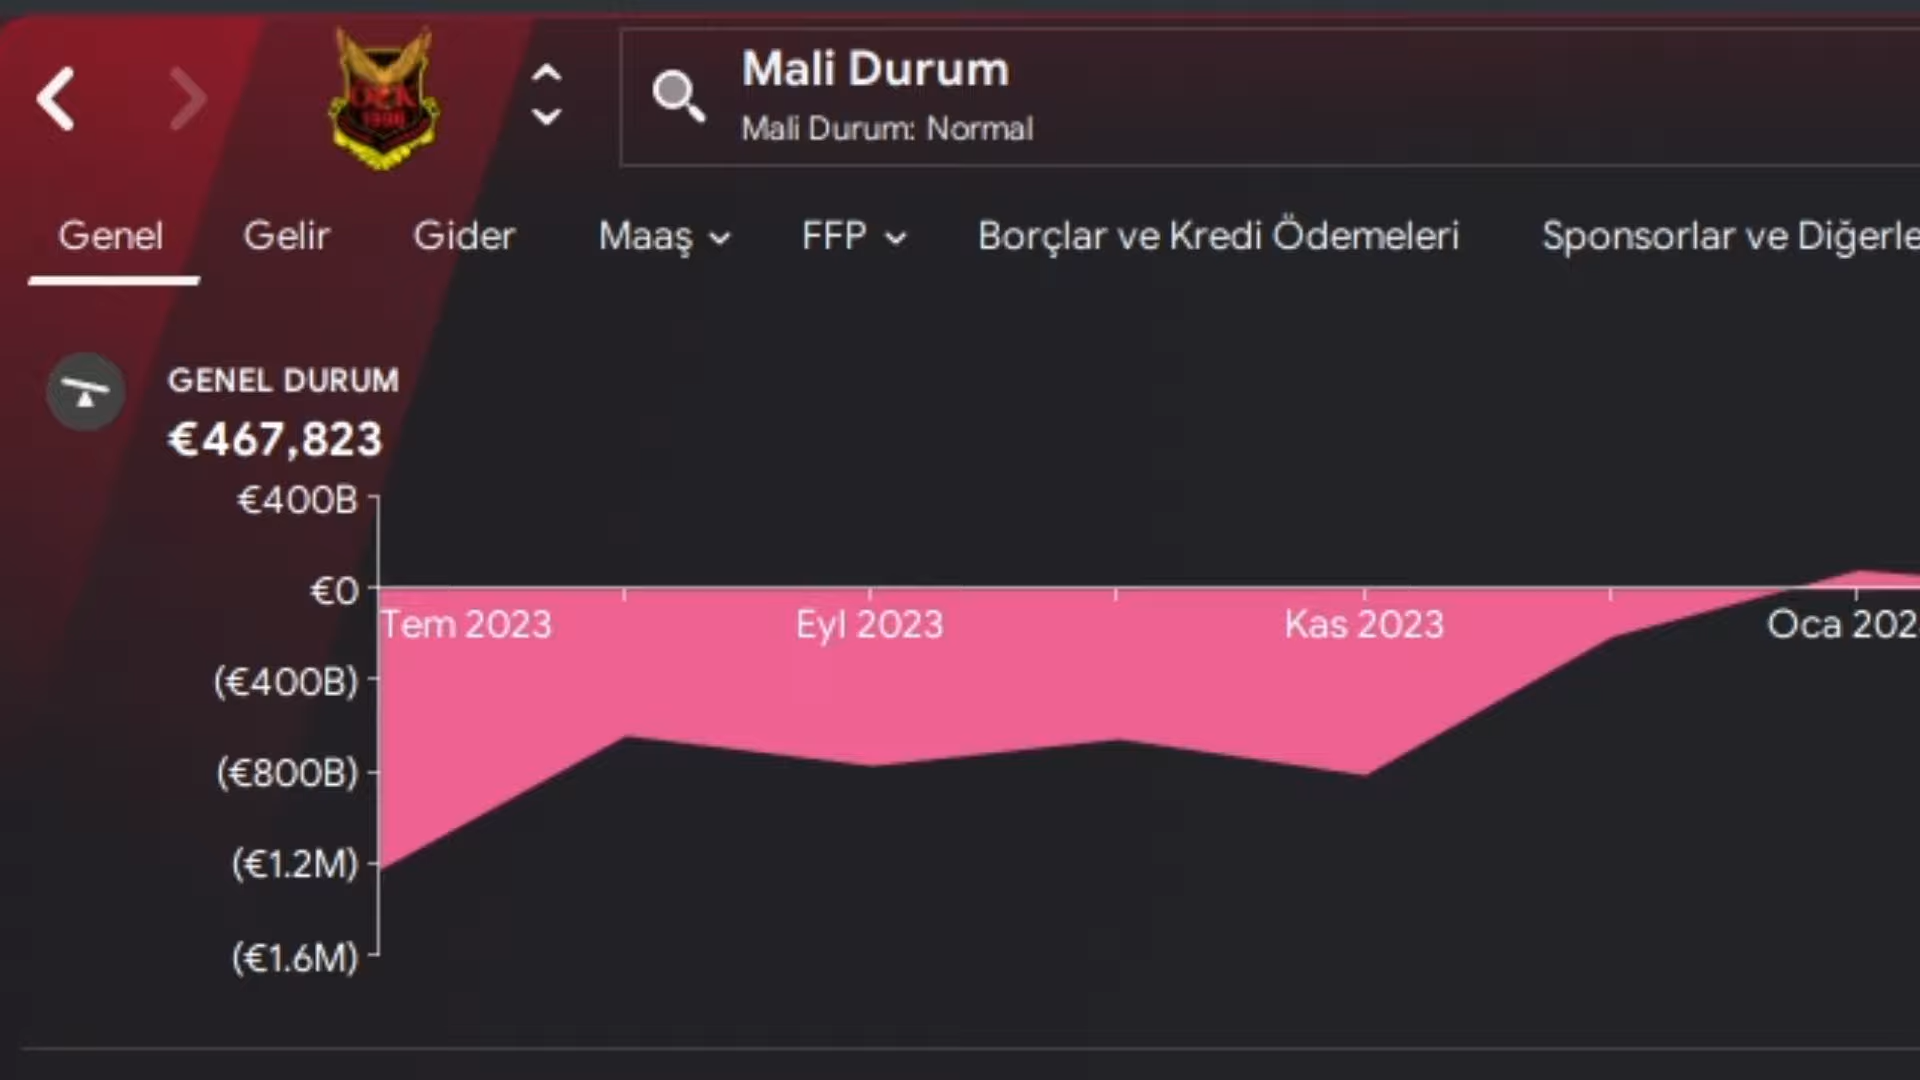 Mali Durum
Mali Durum: Normal
Genel
Gelir
Gider
Maaş
FFP
Borçlar ve Kredi Ödemeleri
Sponsorlar ve Diğerle
GENEL DURUM
€467,823
€400B
€0
Tem 2023
Eyl 2023
Kas 2023
Oca 202
(€400B)
(€800B)
(€1.2M)
(€1.6M)